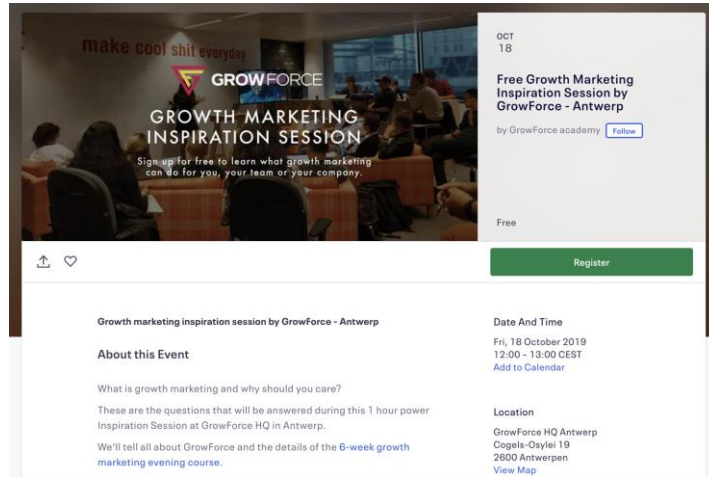 make cool shit everyday
GROWFORCE
GROWTH MARKETING
INSPIRATION SESSION
Sign up for free to learn what growth marketing
can do for you, your team or your company.
OCT
18
Free Growth Marketing
Inspiration Session by
GrowForce - Antwerp
by GrowForce academy Follow
Free
Register
Growth marketing inspiration session by GrowForce - Antwerp
About this Event
What is growth marketing and why should you care?
These are the questions that will be answered during this 1 hour power
Inspiration Session at GrowForce HQ in Antwerp.
We'll tell all about GrowForce and the details of the 6-week growth
marketing evening course.
Date And Time
Fri, 18 October 2019
12:00 – 13:00 CEST
Add to Calendar
Location
GrowForce HQ Antwerp
Cogels-Osylei 19
2600 Antwerpen
View Map